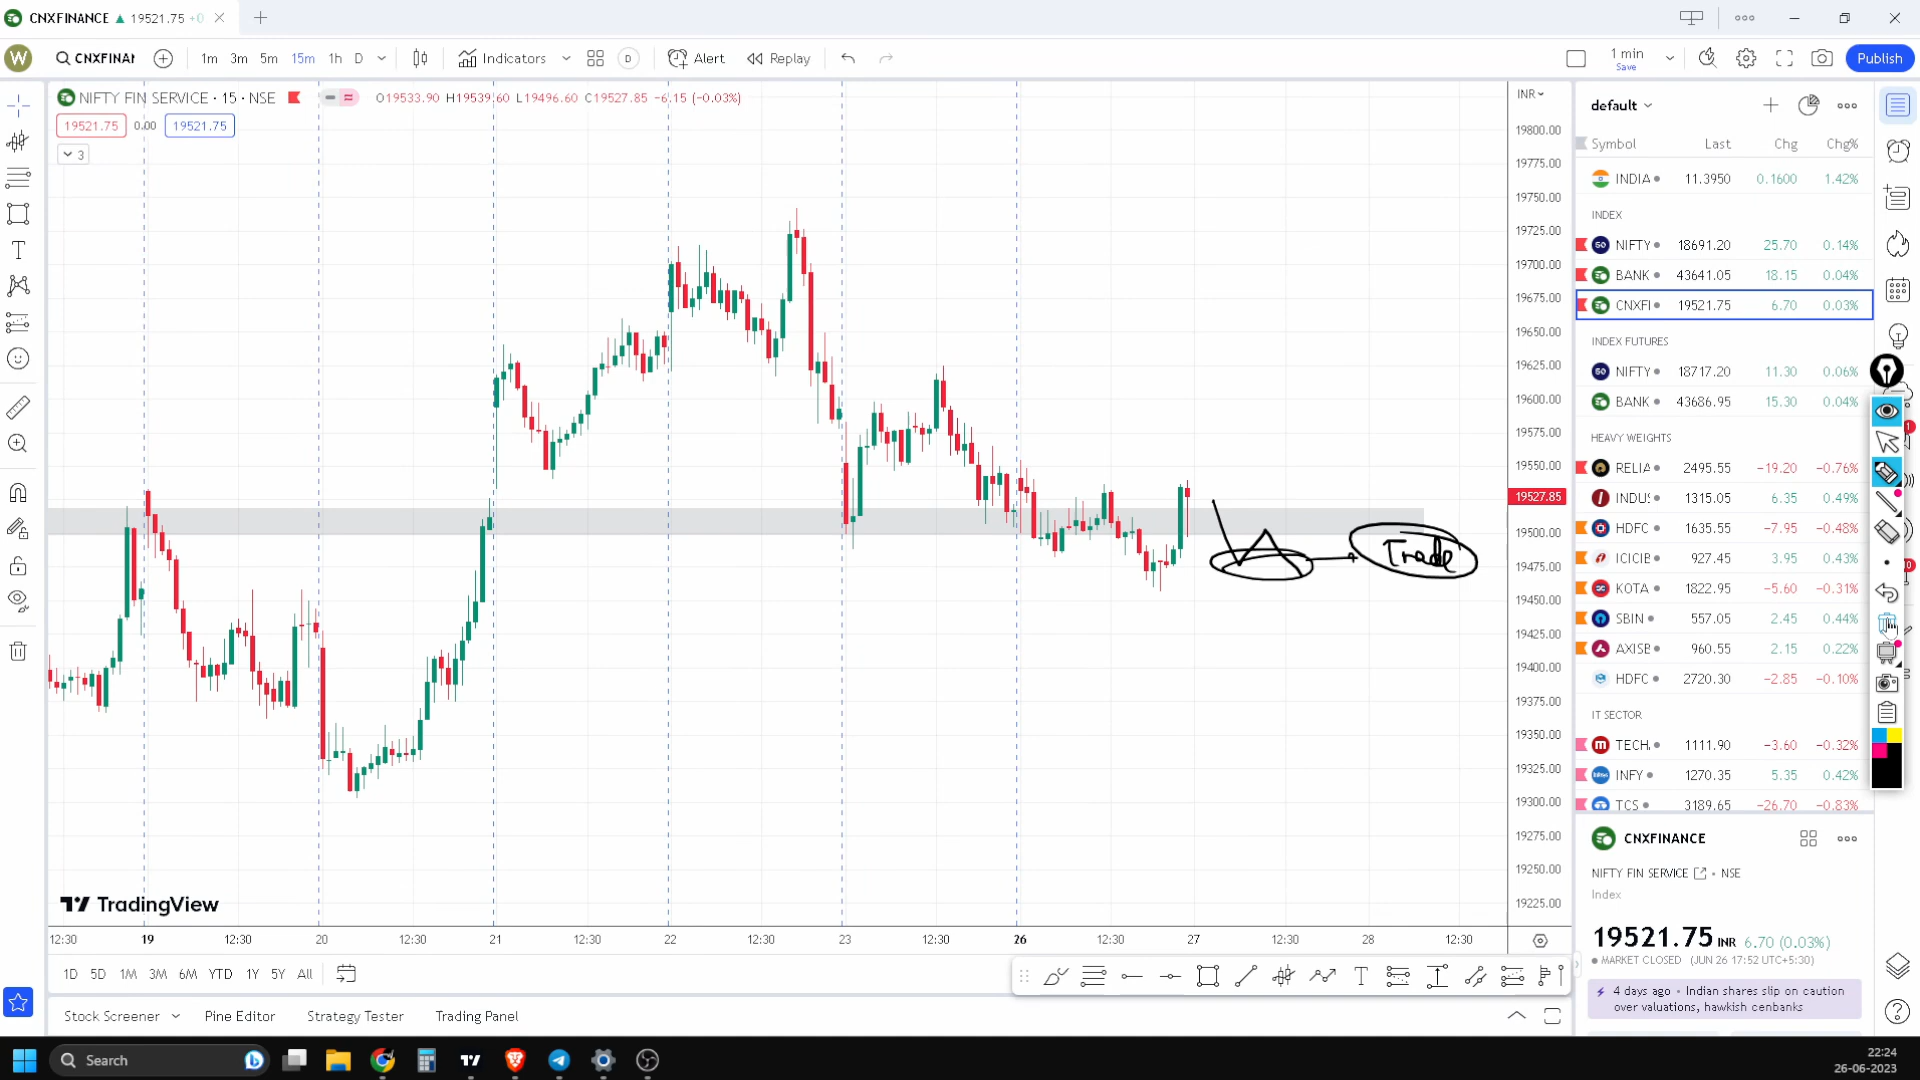 CNXFINANCE ▲ 19521.75 +0
W
CNXFINAN
1m 3m 5m 15m 1h D
Indicators
D
Alert
Replay
1 min
Save
Publish
NIFTY FIN SERVICE · 15 · NSE
O19533.90 H19539.60 L19496.60 C19527.85 −6.15 (−0.03%)
19521.75 0.00 19521.75
3
INR
19800.00
19775.00
19750.00
19725.00
19700.00
19675.00
19650.00
19625.00
19600.00
19575.00
19550.00
19527.85
19500.00
19475.00
19450.00
19425.00
19400.00
19375.00
19350.00
19325.00
19300.00
19275.00
19250.00
19225.00
Trade
TradingView
12:30 19 12:30 20 12:30 21 12:30 22 12:30 23 12:30 26 12:30 27 12:30 28 12:30
1D 5D 1M 3M 6M YTD 1Y 5Y All
Stock Screener Pine Editor Strategy Tester Trading Panel
default
Symbol Last Chg Chg%
INDIA 11.3950 0.1600 1.42%
INDEX
NIFTY 18691.20 25.70 0.14%
BANK 43641.05 18.15 0.04%
CNXFI 19521.75 6.70 0.03%
INDEX FUTURES
NIFTY 18717.20 11.30 0.06%
BANK 43686.95 15.30 0.04%
HEAVY WEIGHTS
RELIA 2495.55 −19.20 −0.76%
INDUS 1315.05 6.35 0.49%
HDFC 1635.55 −7.95 −0.48%
ICICIB 927.45 3.95 0.43%
KOTA 1822.95 −5.60 −0.31%
SBIN 557.05 2.45 0.44%
AXISB 960.55 2.15 0.22%
HDFC 2720.30 −2.85 −0.10%
IT SECTOR
TECH. 1111.90 −3.60 −0.32%
INFY 1270.35 5.35 0.42%
TCS 3189.65 −26.70 −0.83%
CNXFINANCE
NIFTY FIN SERVICE · NSE
Index
19521.75 INR 6.70 (0.03%)
MARKET CLOSED (JUN 26 17:52 UTC+5:30)
4 days ago · Indian shares slip on caution
over valuations, hawkish cenbanks
Search
22:24
26-06-2023